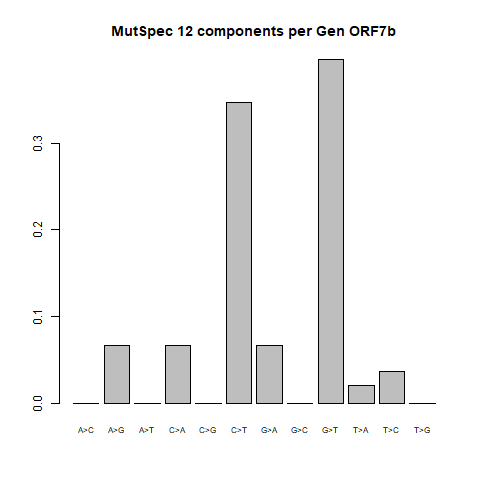 MutSpec 12 components per Gen ORF7b
0.3
0.2
0.1
0.0
A>C A>G A>T C>A C>G C>T G>A G>C G>T T>A T>C T>G